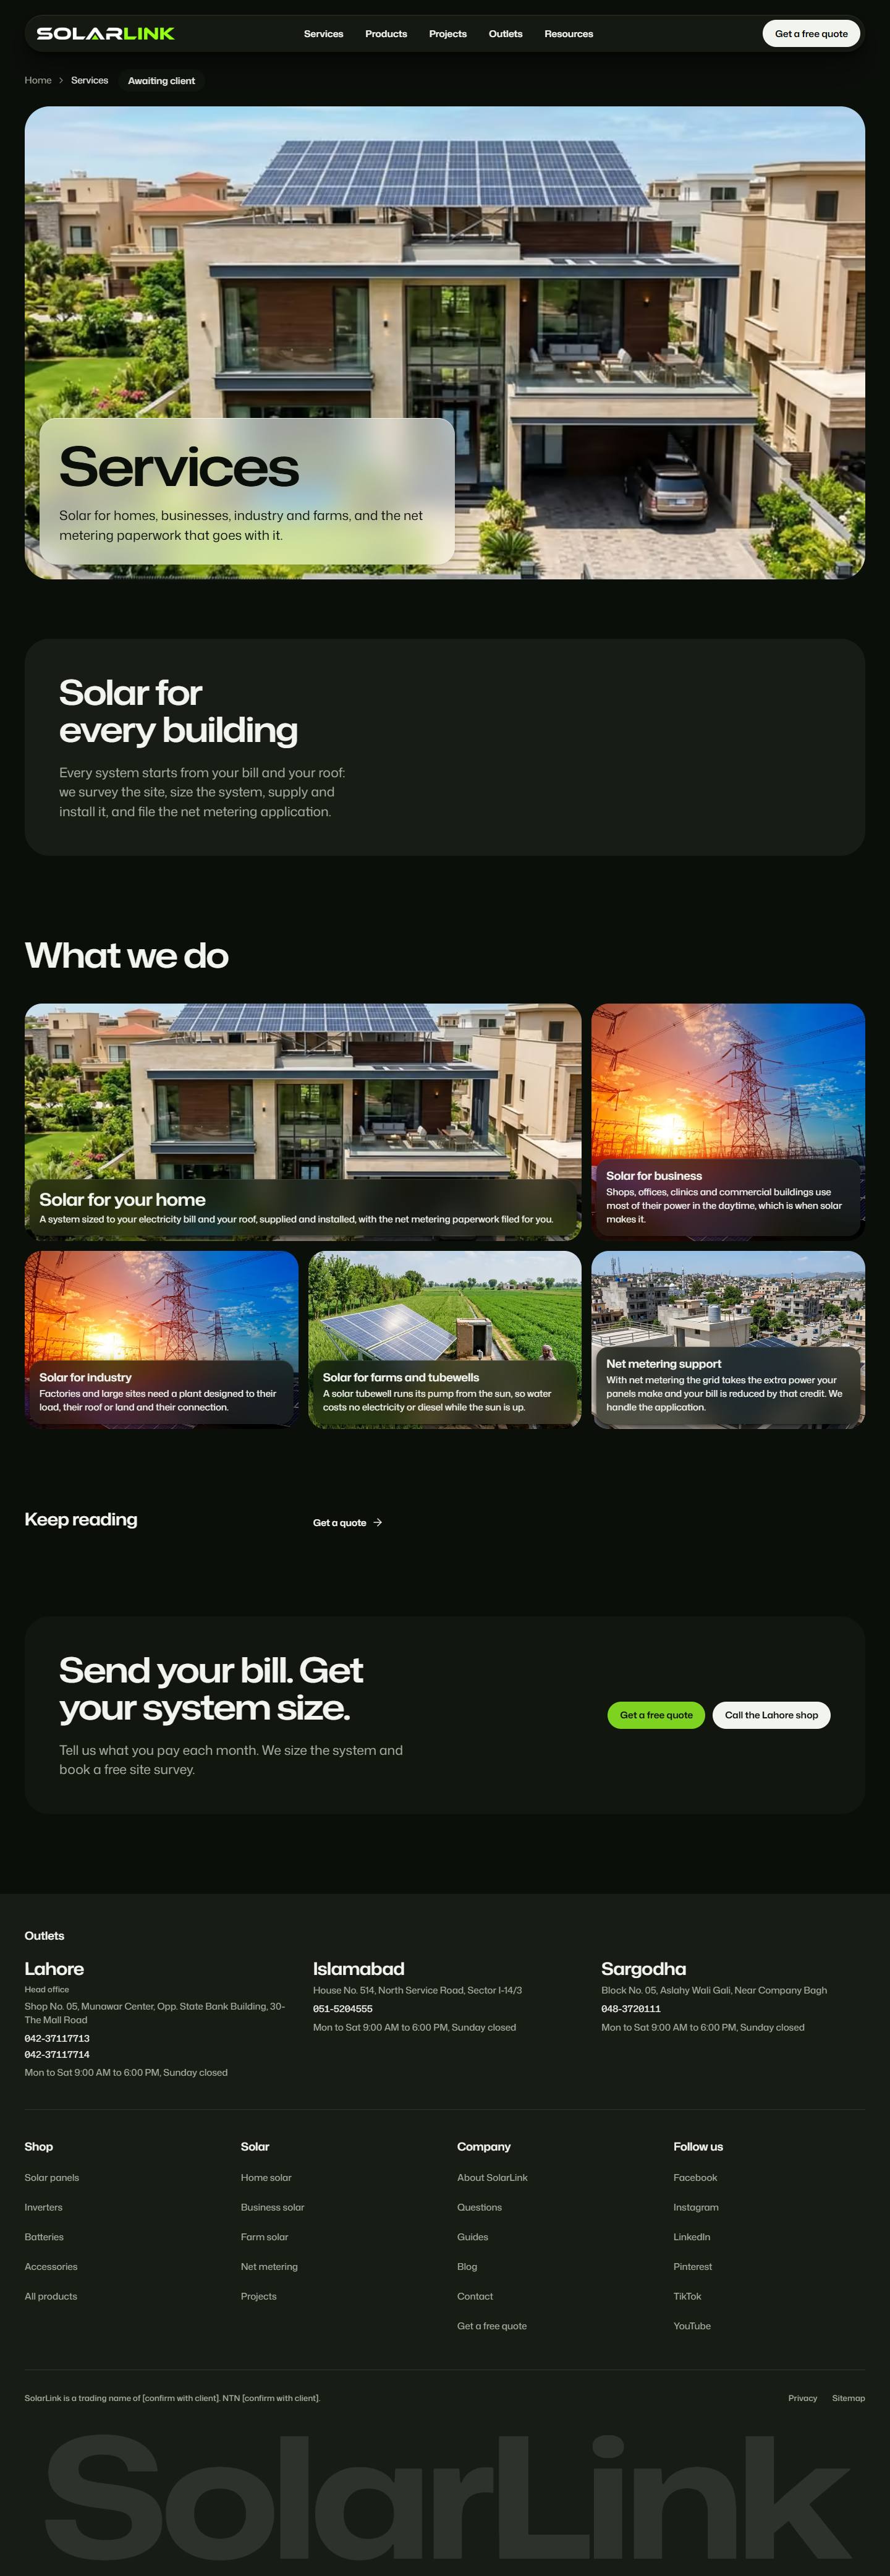 SOLARLINK
Services
Products
Projects
Outlets
Resources
Get a free quote
Home
Services
Awaiting client
Services
Solar for homes, businesses, industry and farms, and the net
metering paperwork that goes with it.
Solar for
every building
Every system starts from your bill and your roof:
we survey the site, size the system, supply and
install it, and file the net metering application.
What we do
Solar for your home
A system sized to your electricity bill and your roof, supplied and installed, with the net metering paperwork filed for you.
Solar for business
Shops, offices, clinics and commercial buildings use
most of their power in the daytime, which is when solar
makes it.
Solar for industry
Factories and large sites need a plant designed to their
load, their roof or land and their connection.
Solar for farms and tubewells
A solar tubewell runs its pump from the sun, so water
costs no electricity or diesel while the sun is up.
Net metering support
With net metering the grid takes the extra power your
panels make and your bill is reduced by that credit. We
handle the application.
Keep reading
Get a quote
Send your bill. Get
your system size.
Tell us what you pay each month. We size the system and
book a free site survey.
Get a free quote
Call the Lahore shop
Outlets
Lahore
Head office
Shop No. 05, Munawar Center, Opp. State Bank Building, 30-
The Mall Road
042-37117713
042-37117714
Mon to Sat 9:00 AM to 6:00 PM, Sunday closed
Islamabad
House No. 514, North Service Road, Sector I-14/3
051-5204555
Mon to Sat 9:00 AM to 6:00 PM, Sunday closed
Sargodha
Block No. 05, Aslahy Wali Gali, Near Company Bagh
048-3720111
Mon to Sat 9:00 AM to 6:00 PM, Sunday closed
Shop
Solar panels
Inverters
Batteries
Accessories
All products
Solar
Home solar
Business solar
Farm solar
Net metering
Projects
Company
About SolarLink
Questions
Guides
Blog
Contact
Get a free quote
Follow us
Facebook
Instagram
LinkedIn
Pinterest
TikTok
YouTube
SolarLink is a trading name of [confirm with client]. NTN [confirm with client].
Privacy
Sitemap
SolarLink